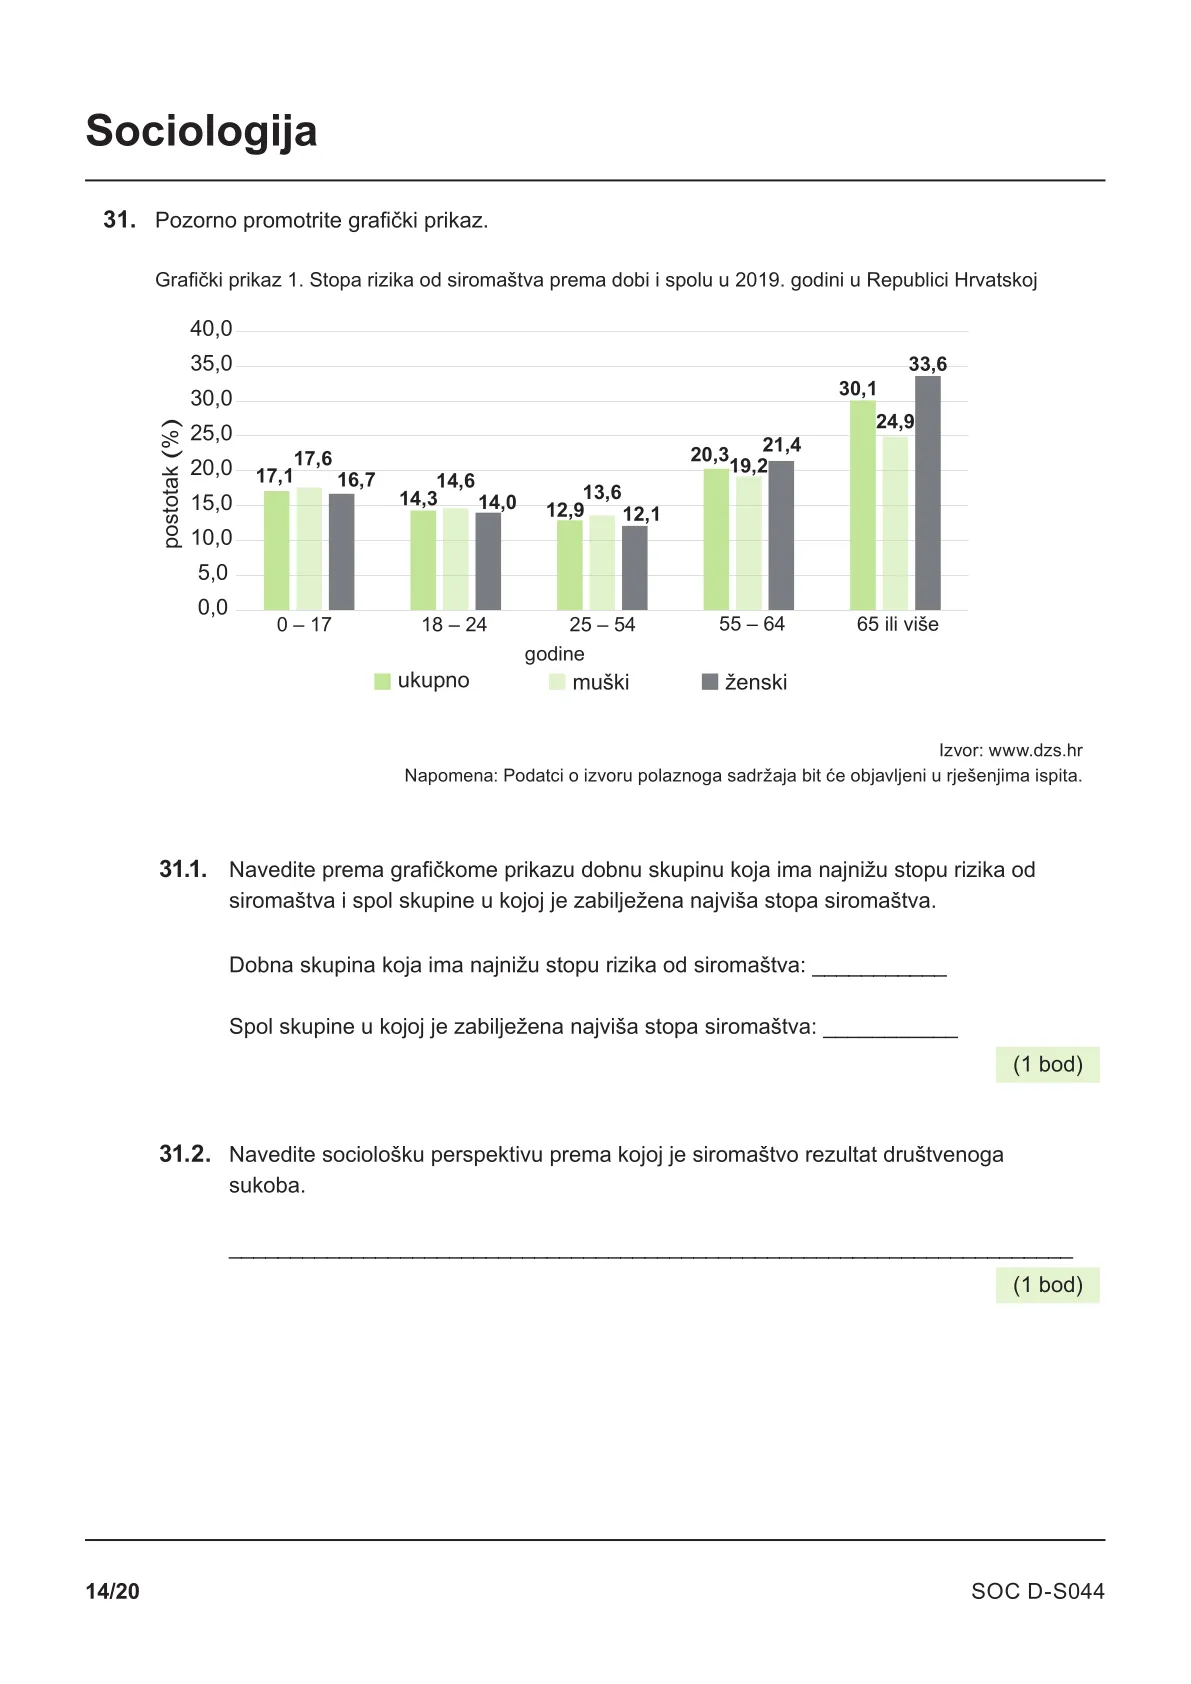 Sociologija
31. Pozorno promotrite grafički prikaz.
Grafički prikaz 1. Stopa rizika od siromaštva prema dobi i spolu u 2019. godini u Republici Hrvatskoj
postotak (%)
40,0
35,0
30,0
25,0
20,0
15,0
10,0
5,0
0,0
17,1 17,6 16,7
14,3 14,6 14,0
12,9 13,6 12,1
20,3 19,2 21,4
30,1 24,9 33,6
0 – 17 18 – 24 25 – 54 55 – 64 65 ili više
godine
ukupno muški ženski
Izvor: www.dzs.hr
Napomena: Podatci o izvoru polaznoga sadržaja bit će objavljeni u rješenjima ispita.
31.1. Navedite prema grafičkome prikazu dobnu skupinu koja ima najnižu stopu rizika od
siromaštva i spol skupine u kojoj je zabilježena najviša stopa siromaštva.
Dobna skupina koja ima najnižu stopu rizika od siromaštva: ___________
Spol skupine u kojoj je zabilježena najviša stopa siromaštva: ___________
(1 bod)
31.2. Navedite sociološku perspektivu prema kojoj je siromaštvo rezultat društvenoga
sukoba.
______________________________________________________________________
(1 bod)
14/20 SOC D-S044